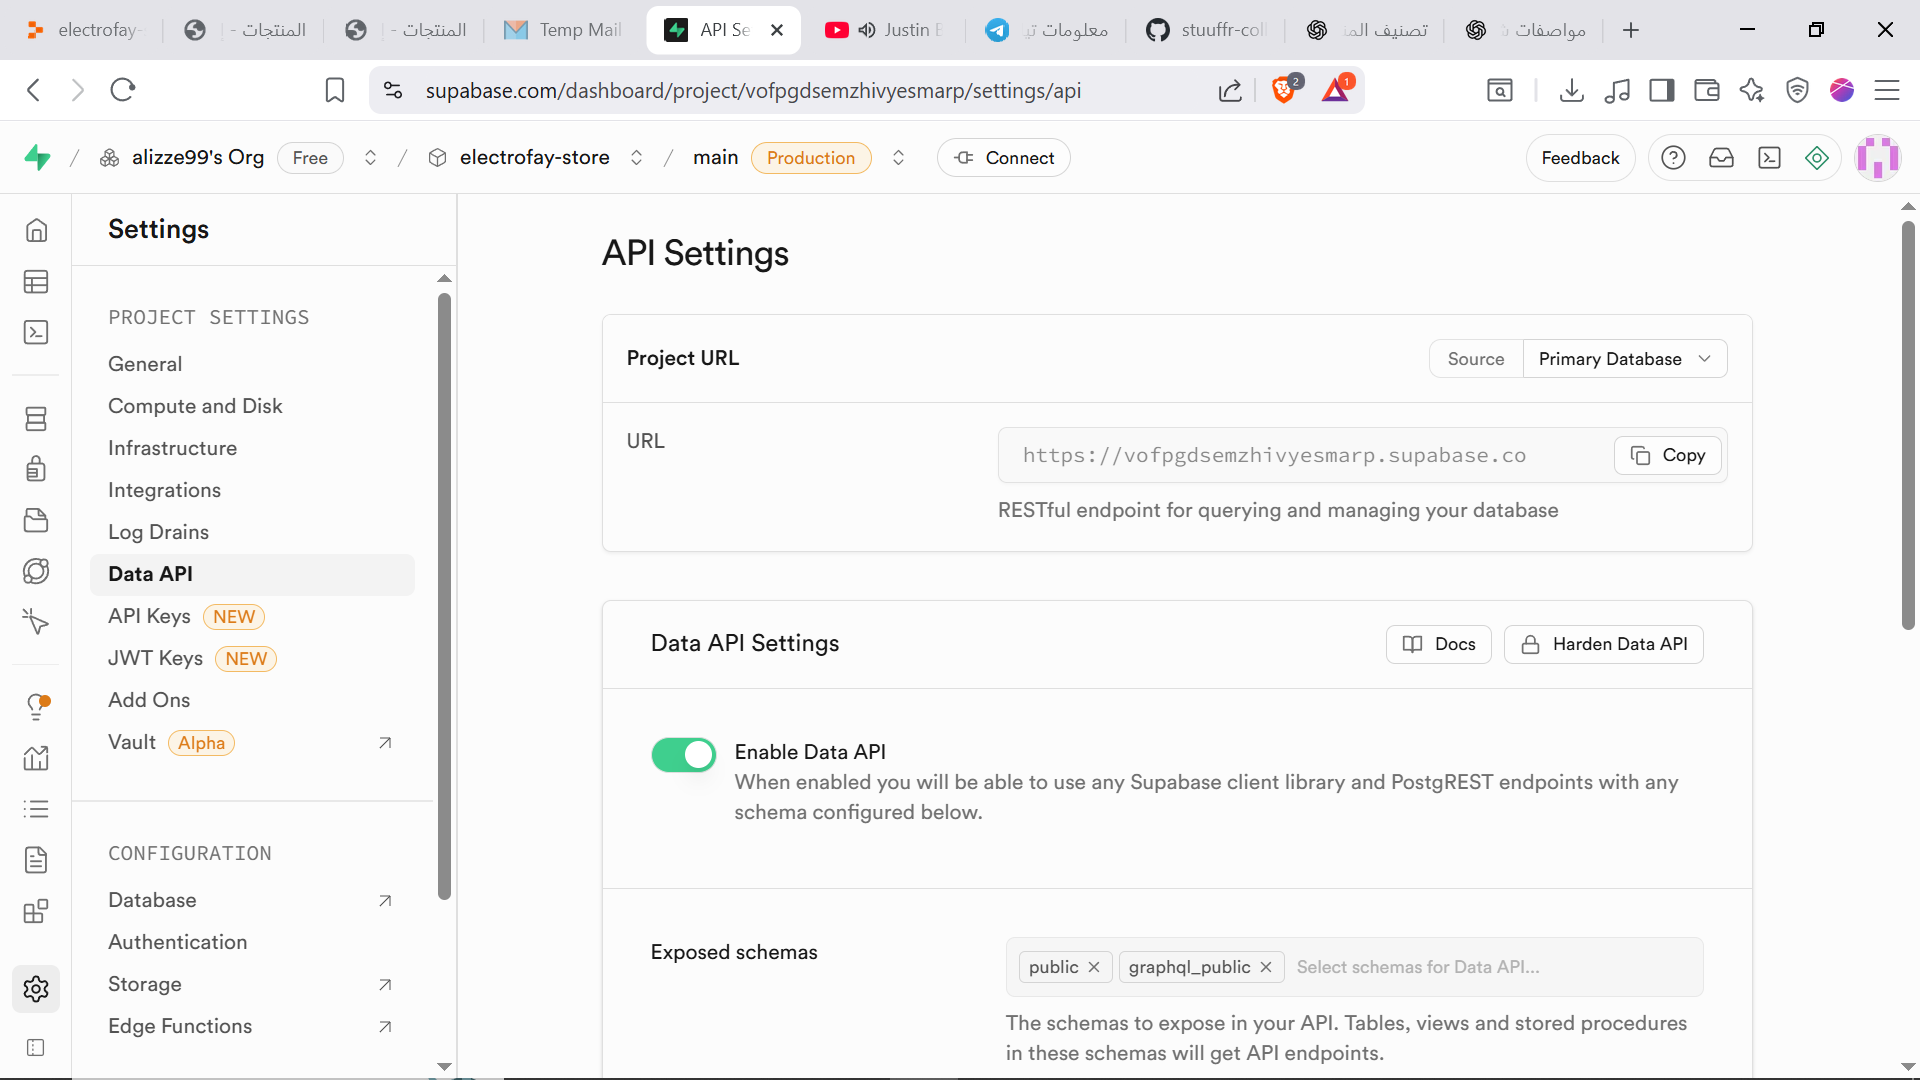 electrofay-
المنتجات -
المنتجات -
Temp Mail
API Se
Justin B
معلومات تي
stuuffr-coll
تصنيف المن
مواصفات ش
supabase.com/dashboard/project/vofpgdsemzhivyesmarp/settings/api
2
1
/ alizze99's Org Free / electrofay-store / main Production Connect
Feedback
Settings
PROJECT SETTINGS
General
Compute and Disk
Infrastructure
Integrations
Log Drains
Data API
API Keys NEW
JWT Keys NEW
Add Ons
Vault Alpha
CONFIGURATION
Database
Authentication
Storage
Edge Functions
API Settings
Project URL
Source Primary Database
URL
https://vofpgdsemzhivyesmarp.supabase.co
Copy
RESTful endpoint for querying and managing your database
Data API Settings
Docs
Harden Data API
Enable Data API
When enabled you will be able to use any Supabase client library and PostgREST endpoints with any
schema configured below.
Exposed schemas
public graphql_public Select schemas for Data API...
The schemas to expose in your API. Tables, views and stored procedures
in these schemas will get API endpoints.